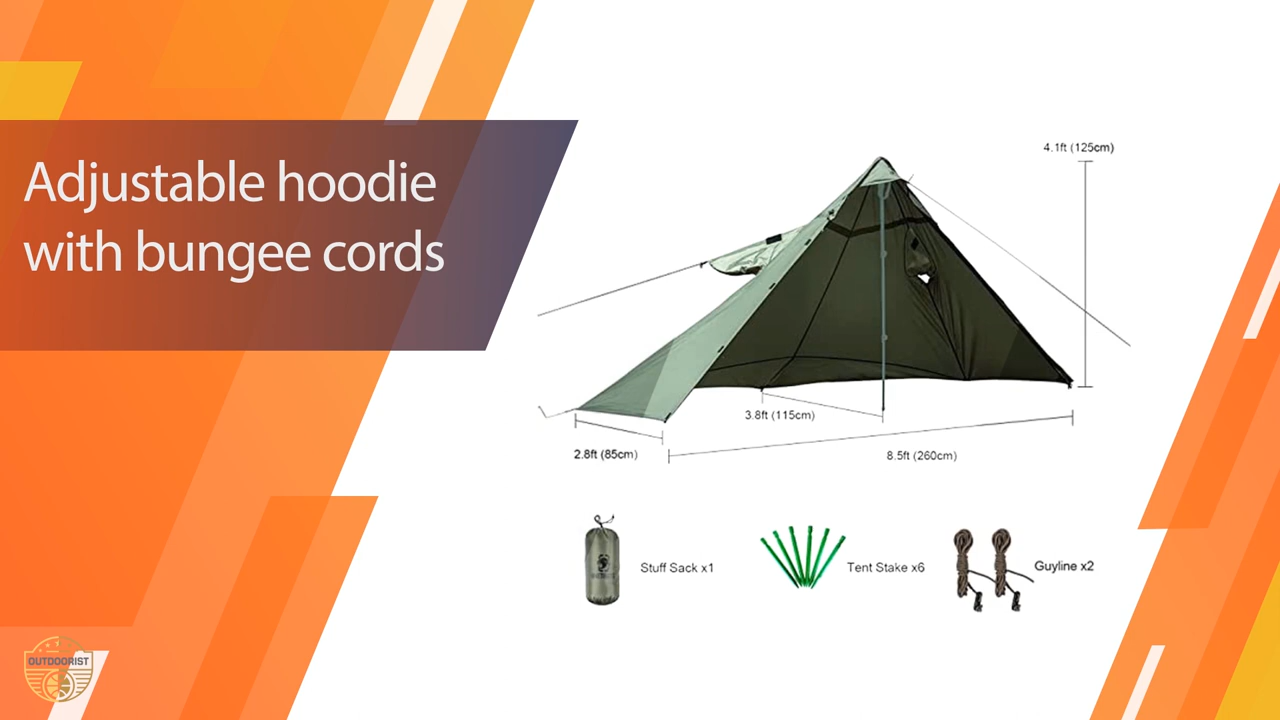 Adjustable hoodie
with bungee cords
4.1ft (125cm)
3.8ft (115cm)
2.8ft (85cm)
8.5ft (260cm)
Stuff Sack x1
Tent Stake x6
Guyline x2
OUTDOORIST